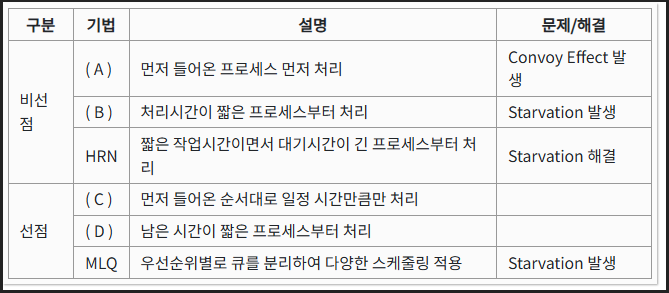 구분 기법 설명 문제/해결
비선
점
( A ) 먼저 들어온 프로세스 먼저 처리 Convoy Effect 발
생
( B ) 처리시간이 짧은 프로세스부터 처리 Starvation 발생
HRN 짧은 작업시간이면서 대기시간이 긴 프로세스부터 처
리 Starvation 해결
선점
( C ) 먼저 들어온 순서대로 일정 시간만큼만 처리
( D ) 남은 시간이 짧은 프로세스부터 처리
MLQ 우선순위별로 큐를 분리하여 다양한 스케줄링 적용 Starvation 발생